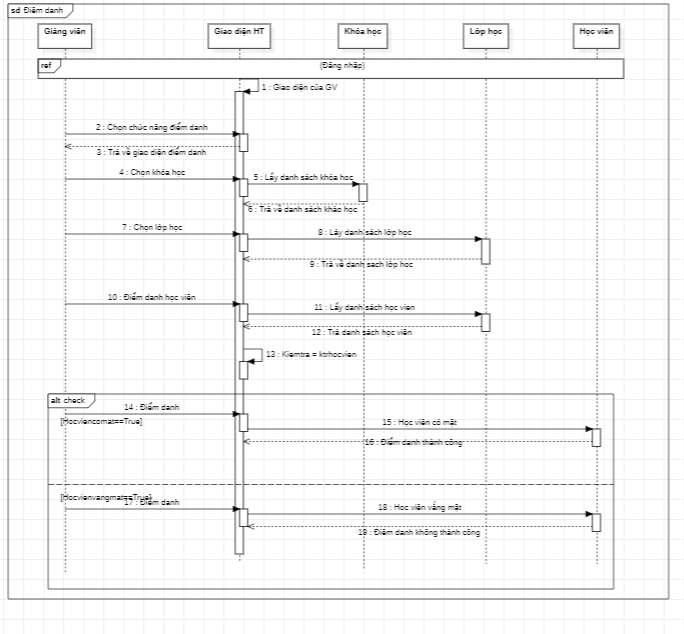 sd Điểm danh
Giảng viên
Giao diện HT
Khóa học
Lớp học
Học viên
ref
(Đăng nhập)
1 : Giao diện của GV
2 : Chọn chức năng điểm danh
3 : Trả về giao diện điểm danh
4 : Chọn khóa học
5 : Lấy danh sách khóa học
6 : Trả về danh sách khảo học
7 : Chọn lớp học
8 : Lấy danh sách lớp học
9 : Trả về danh sach lớp học
10 : Điểm danh học viên
11 : Lấy danh sách học vien
12 : Trả danh sách học viên
13 : Kiemtra = ktrhocvien
alt check
14 : Điểm danh
[Hocviencomat==True]
15 : Học viên có mặt
16 : Điểm danh thành công
[Hocvienvangmat==True]
17 : Điểm danh
18 : Học viên vắng mặt
19 : Điểm danh không thành công